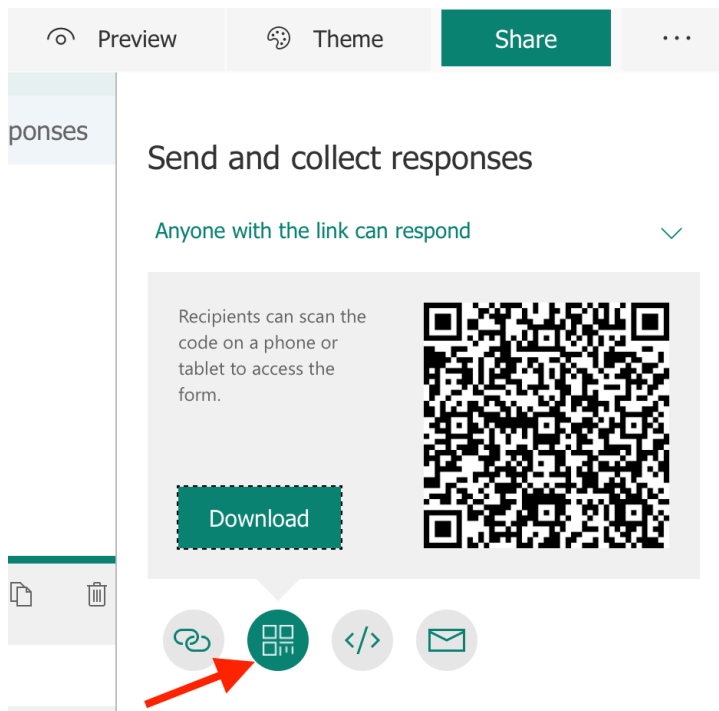 Preview
Theme
Share
ponses
Send and collect responses
Anyone with the link can respond
Recipients can scan the
code on a phone or
tablet to access the
form.
Download